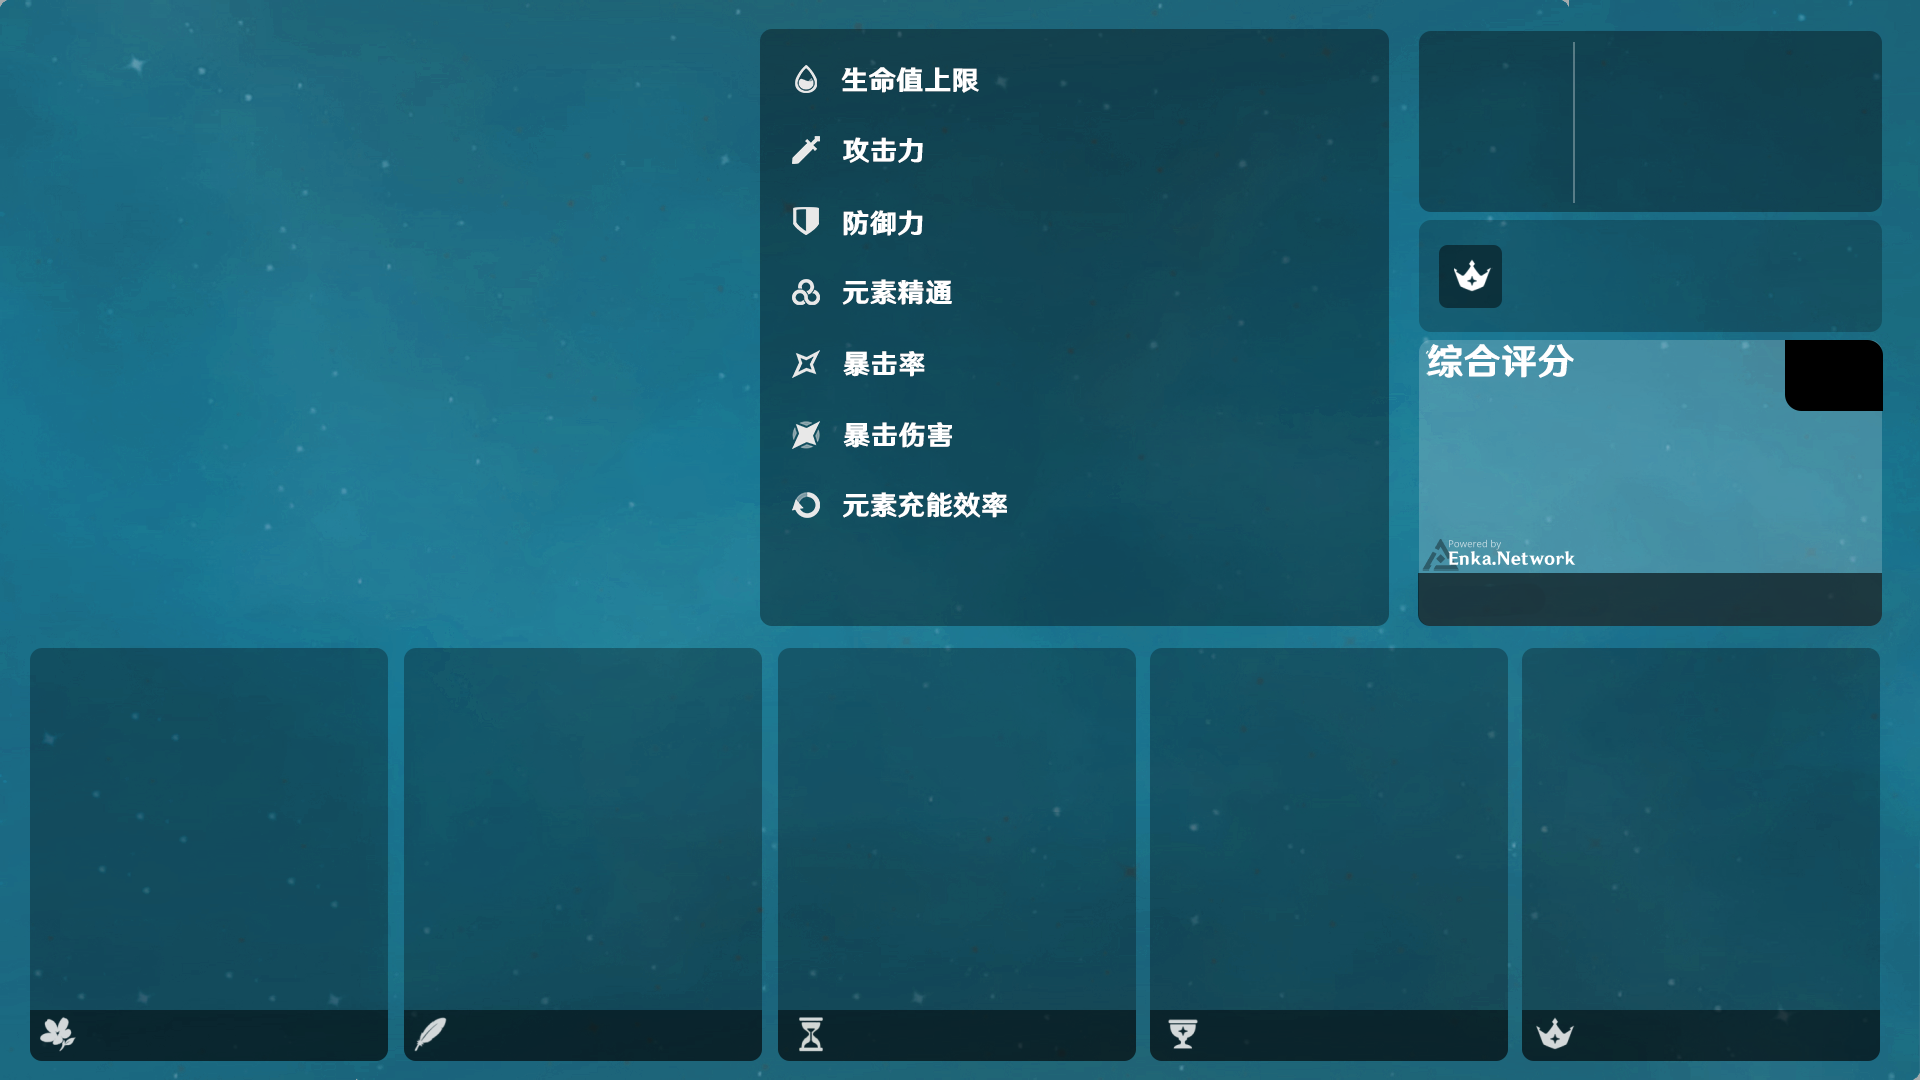 生命值上限
攻击力
防御力
元素精通
暴击率
暴击伤害
元素充能效率
综合评分
Powered by
Enka.Network